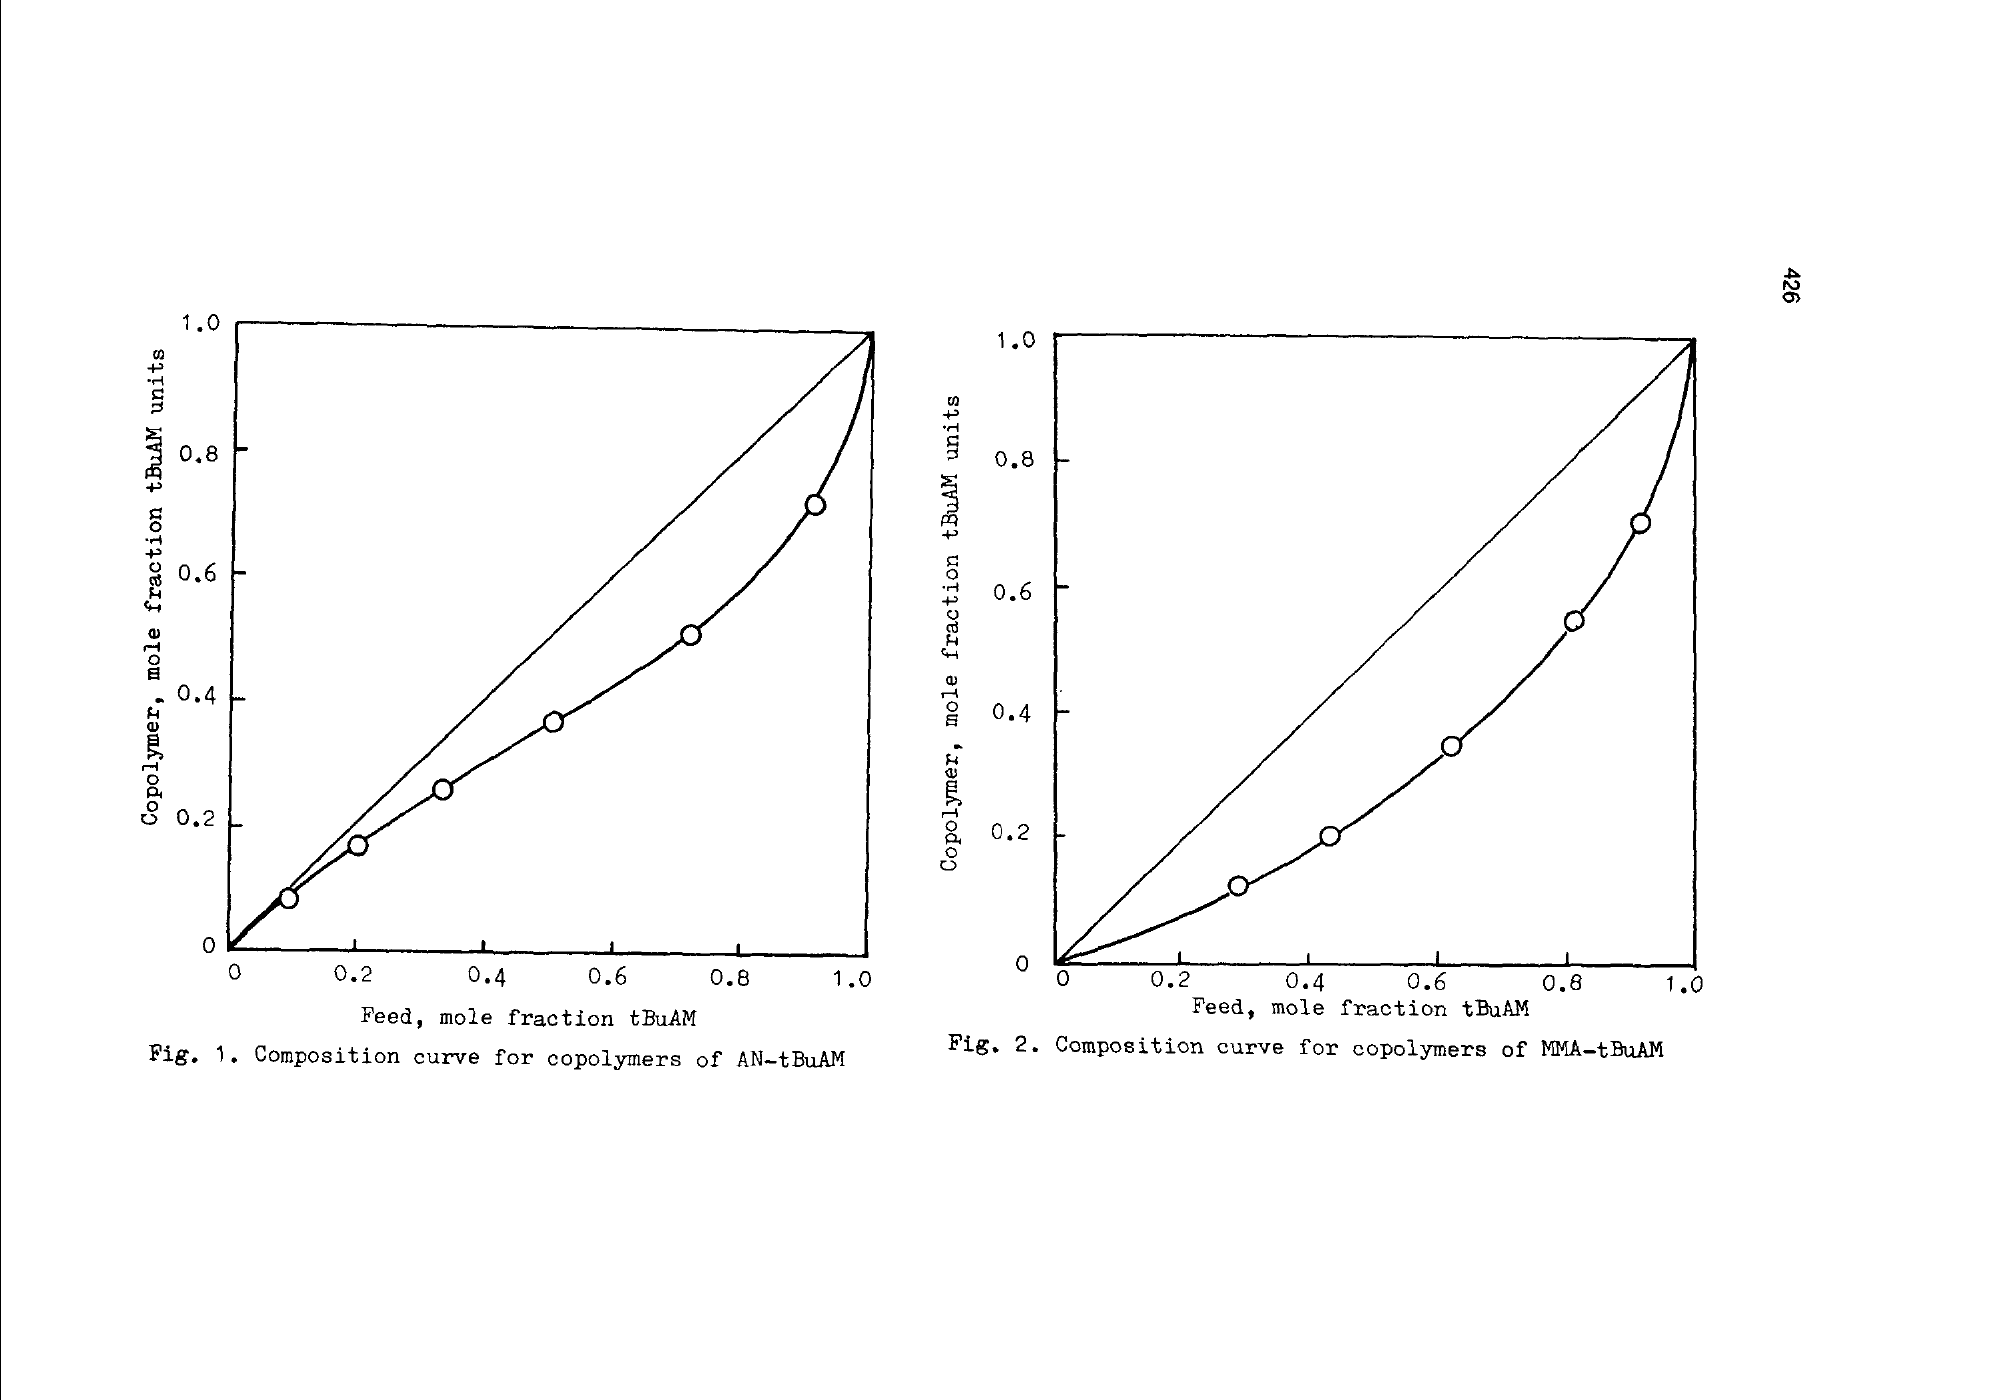 426
1.0
0.8
0.6
0.4
0.2
0
Copolymer, mole fraction tBuAM units
0 0.2 0.4 0.6 0.8 1.0
Feed, mole fraction tBuAM
Fig. 1. Composition curve for copolymers of AN-tBuAM
1.0
0.8
0.6
0.4
0.2
0
Copolymer, mole fraction tBuAM units
0 0.2 0.4 0.6 0.8 1.0
Feed, mole fraction tBuAM
Fig. 2. Composition curve for copolymers of MMA-tBuAM